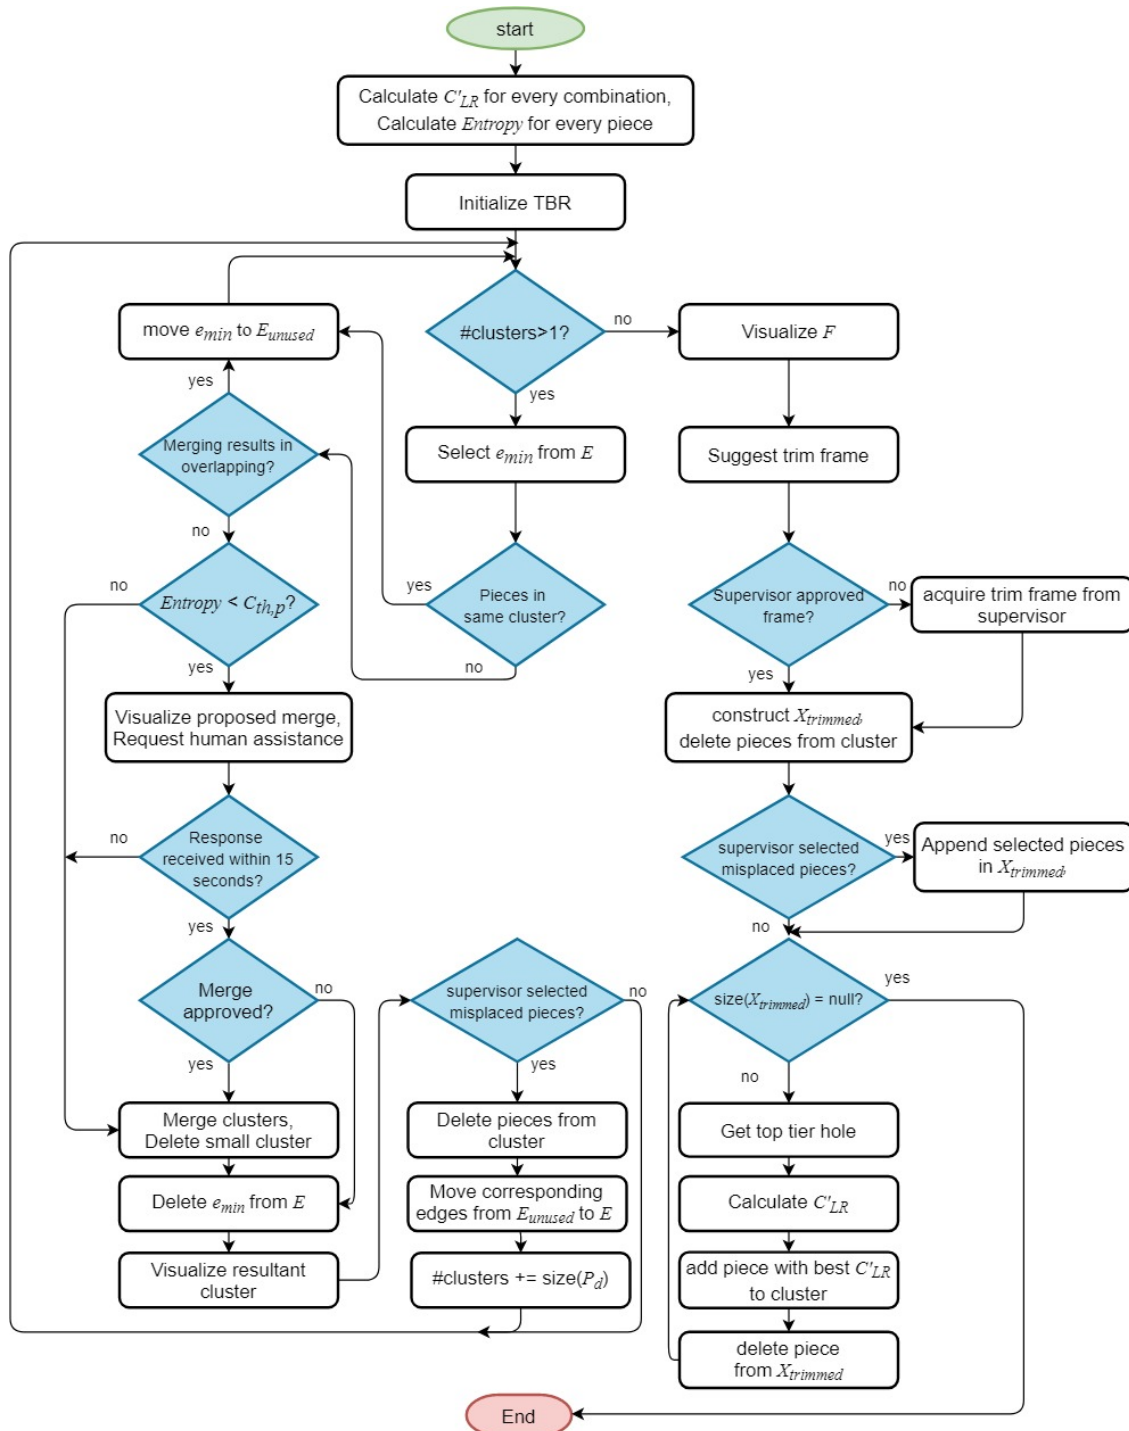 start
Calculate C'LR for every combination,
Calculate Entropy for every piece
Initialize TBR
#clusters>1?
no
yes
move emin to Eunused
Visualize F
yes
Merging results in
overlapping?
no
Select emin from E
Suggest trim frame
no
Entropy < Cth,p?
yes
yes
Pieces in
same cluster?
no
Supervisor approved
frame?
no
acquire trim frame from
supervisor
yes
Visualize proposed merge,
Request human assistance
construct Xtrimmed,
delete pieces from cluster
no
Response
received within 15
seconds?
yes
supervisor selected
misplaced pieces?
yes
Append selected pieces
in Xtrimmed,
no
Merge
approved?
no
yes
supervisor selected
misplaced pieces?
no
yes
size(Xtrimmed) = null?
yes
no
Merge clusters,
Delete small cluster
Delete pieces from
cluster
Get top tier hole
Delete emin from E
Move corresponding
edges from Eunused to E
Calculate C'LR
Visualize resultant
cluster
#clusters += size(Pd)
add piece with best C'LR
to cluster
delete piece
from Xtrimmed
End